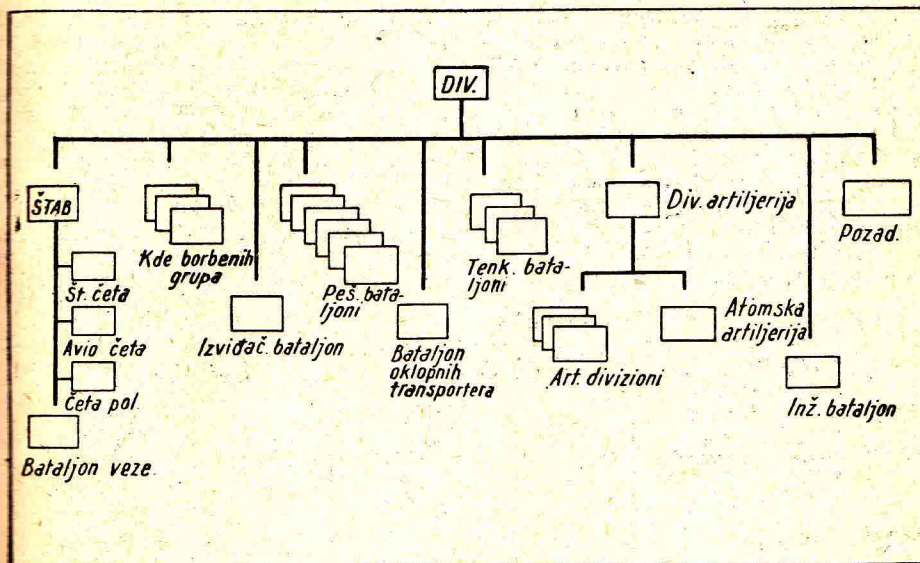 DIV.
ŠTAB
Št. četa
Avio četa
Četa pol.
Bataljon veze.
Kde borbenih
grupa
Izviđač. bataljon
Peš. bata-
ljoni
Bataljon
oklopnih
transportera
Tenk. bata-
ljoni
Div. artiljerija
Art. divizioni
Atomska
artiljerija
Inž. bataljon
Pozad.